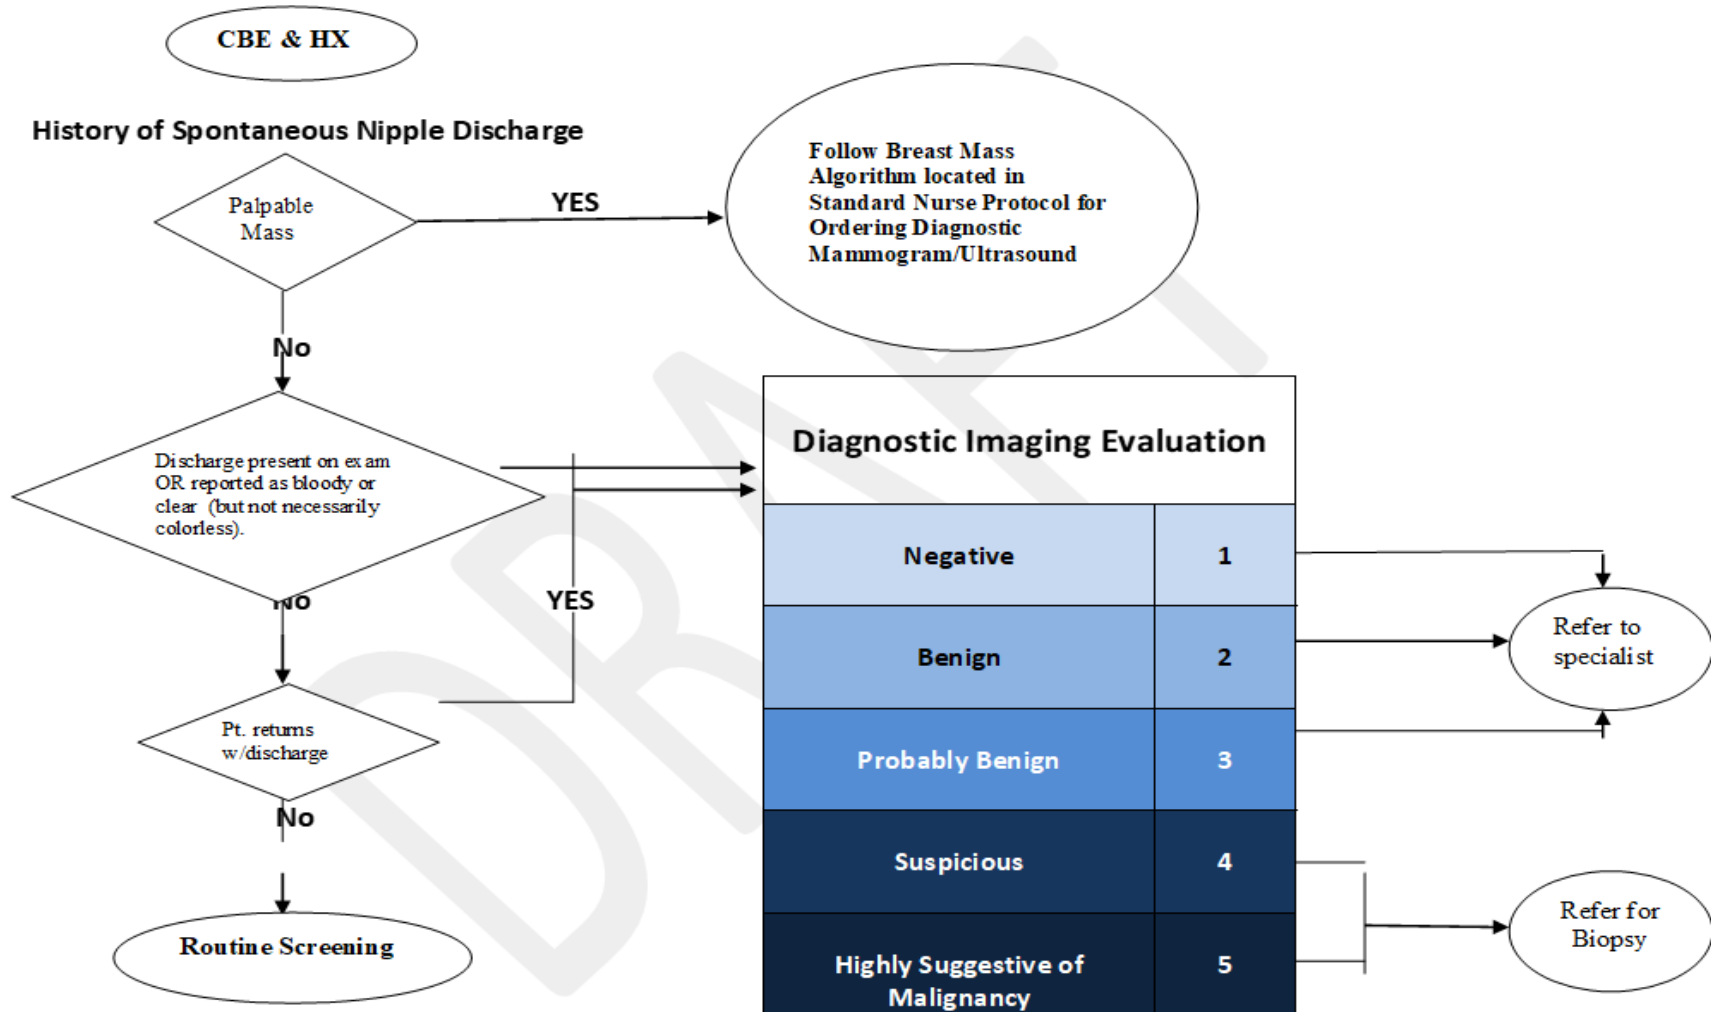 CBE & HX
History of Spontaneous Nipple Discharge
Palpable
Mass
YES
Follow Breast Mass
Algorithm located in
Standard Nurse Protocol for
Ordering Diagnostic
Mammogram/Ultrasound
No
Discharge present on exam
OR reported as bloody or
clear (but not necessarily
colorless).
No
YES
Pt. returns
w/discharge
No
Routine Screening
Diagnostic Imaging Evaluation
Negative 1
Benign 2
Probably Benign 3
Suspicious 4
Highly Suggestive of 5
Malignancy
Refer to
specialist
Refer for
Biopsy
DRAFT